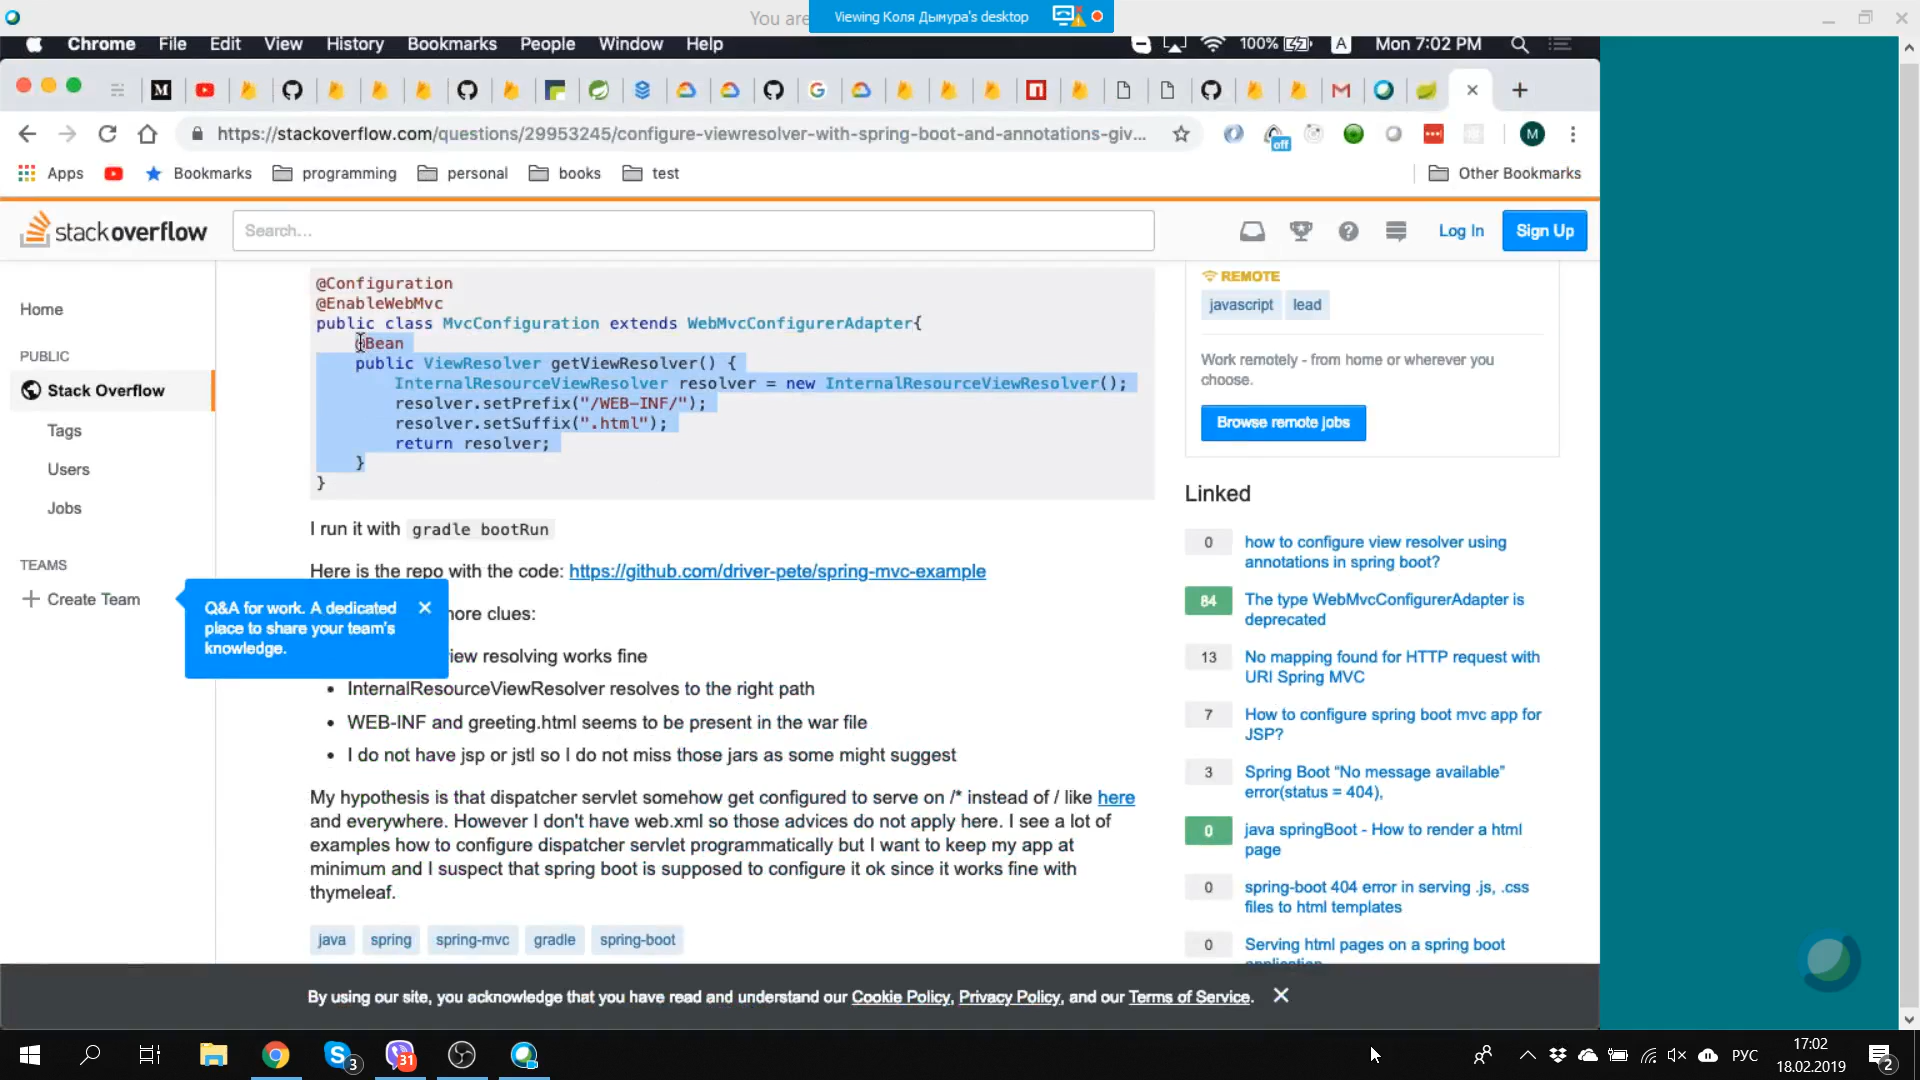 You are
Viewing Коля Дымура's desktop
Chrome File Edit View History Bookmarks People Window Help
100% A Mon 7:02 PM
https://stackoverflow.com/questions/29953245/configure-viewresolver-with-spring-boot-and-annotations-giv...
off
M
Apps Bookmarks programming personal books test Other Bookmarks
stackoverflow Search... Log In Sign Up
Home
PUBLIC
Stack Overflow
Tags
Users
Jobs
TEAMS
Create Team
Q&A for work. A dedicated
place to share your team's
knowledge.
@Configuration
@EnableWebMvc
public class MvcConfiguration extends WebMvcConfigurerAdapter{
@Bean
public ViewResolver getViewResolver() {
InternalResourceViewResolver resolver = new InternalResourceViewResolver();
resolver.setPrefix("/WEB-INF/");
resolver.setSuffix(".html");
return resolver;
}
}
I run it with gradle bootRun
Here is the repo with the code: https://github.com/driver-pete/spring-mvc-example
more clues:
view resolving works fine
• InternalResourceViewResolver resolves to the right path
• WEB-INF and greeting.html seems to be present in the war file
• I do not have jsp or jstl so I do not miss those jars as some might suggest
My hypothesis is that dispatcher servlet somehow get configured to serve on /* instead of / like here
and everywhere. However I don't have web.xml so those advices do not apply here. I see a lot of
examples how to configure dispatcher servlet programmatically but I want to keep my app at
minimum and I suspect that spring boot is supposed to configure it ok since it works fine with
thymeleaf.
java spring spring-mvc gradle spring-boot
REMOTE
javascript lead
Work remotely - from home or wherever you
choose.
Browse remote jobs
Linked
0 how to configure view resolver using
annotations in spring boot?
84 The type WebMvcConfigurerAdapter is
deprecated
13 No mapping found for HTTP request with
URI Spring MVC
7 How to configure spring boot mvc app for
JSP?
3 Spring Boot “No message available”
error(status = 404),
0 java springBoot - How to render a html
page
0 spring-boot 404 error in serving .js, .css
files to html templates
0 Serving html pages on a spring boot
application
By using our site, you acknowledge that you have read and understand our Cookie Policy, Privacy Policy, and our Terms of Service.
3
31
РУС
17:02
18.02.2019
2